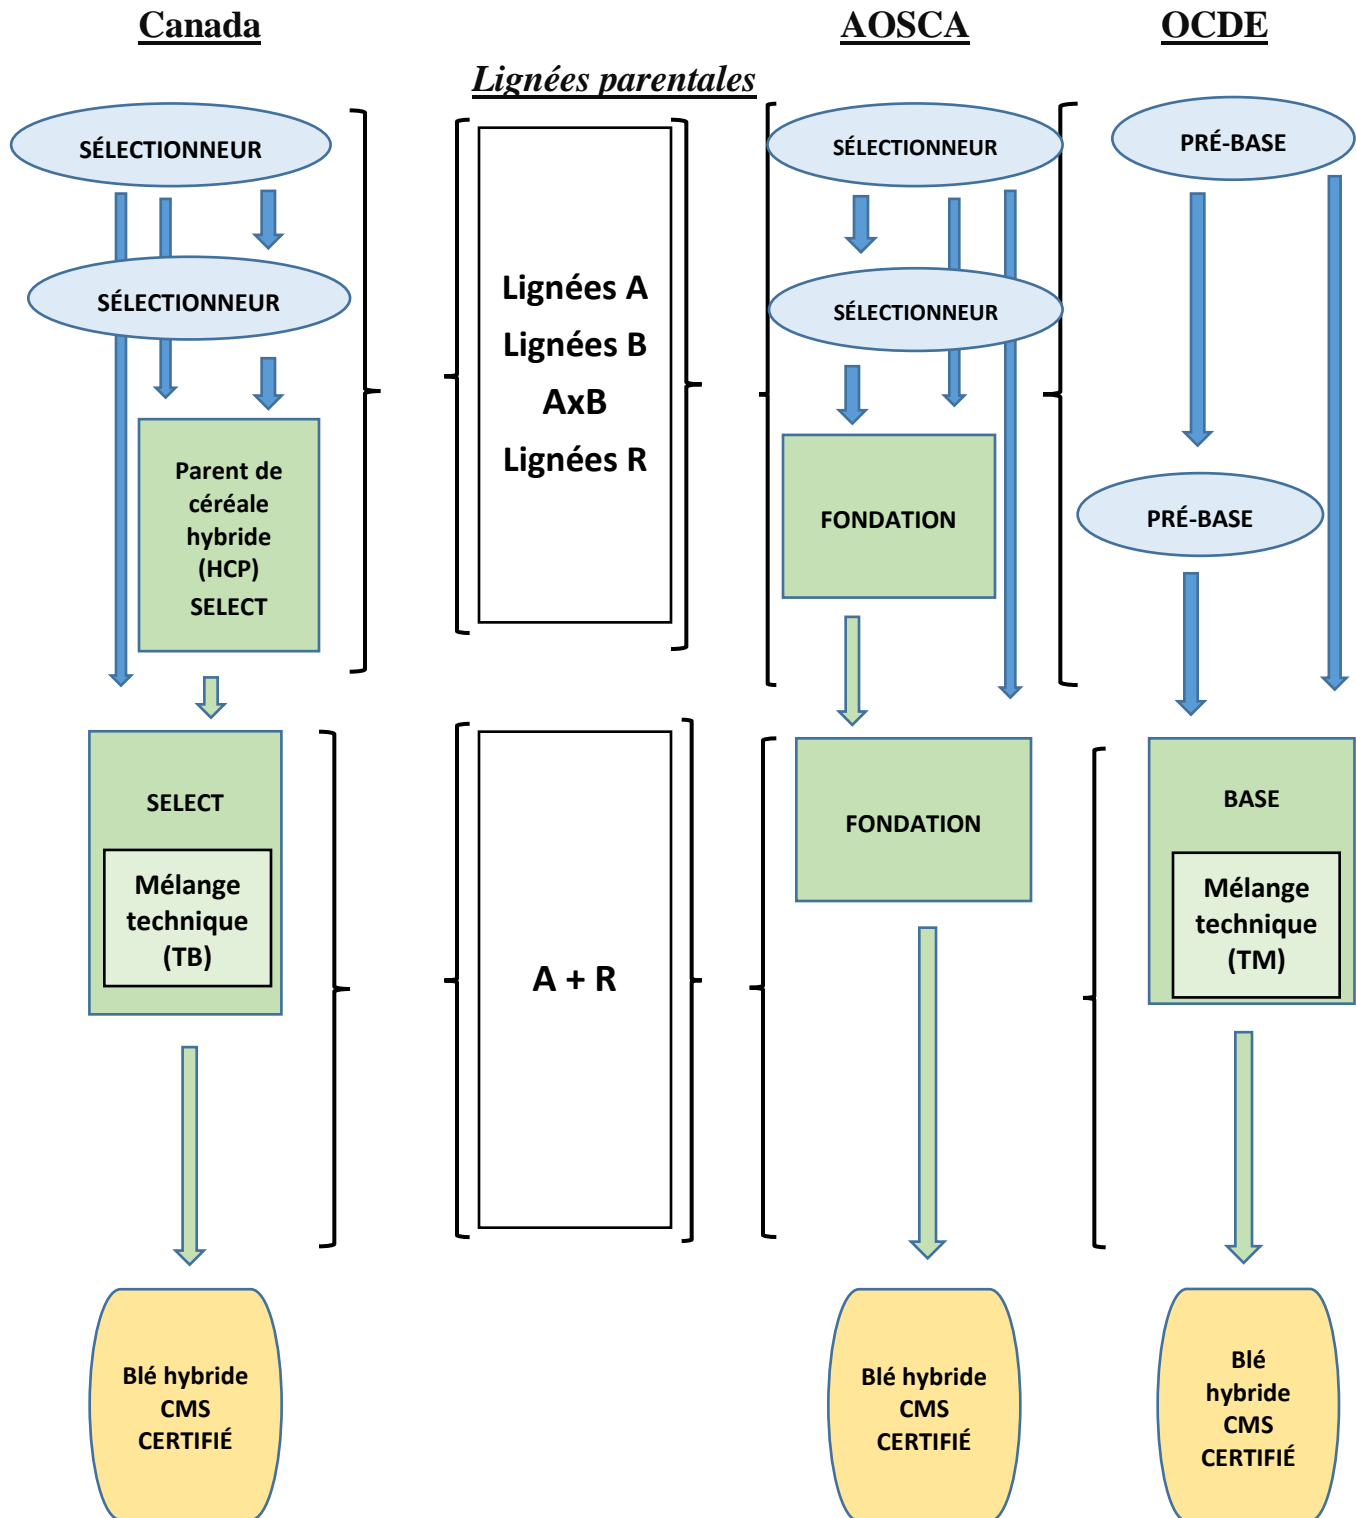 Canada
AOSCA
OCDE
Lignées parentales
SÉLECTIONNEUR
SÉLECTIONNEUR
Parent de
céréale
hybride
(HCP)
SELECT
SELECT
Mélange
technique
(TB)
Blé hybride
CMS
CERTIFIÉ
Lignées A
Lignées B
AxB
Lignées R
A + R
SÉLECTIONNEUR
SÉLECTIONNEUR
FONDATION
FONDATION
Blé hybride
CMS
CERTIFIÉ
PRÉ-BASE
PRÉ-BASE
BASE
Mélange
technique
(TM)
Blé
hybride
CMS
CERTIFIÉ